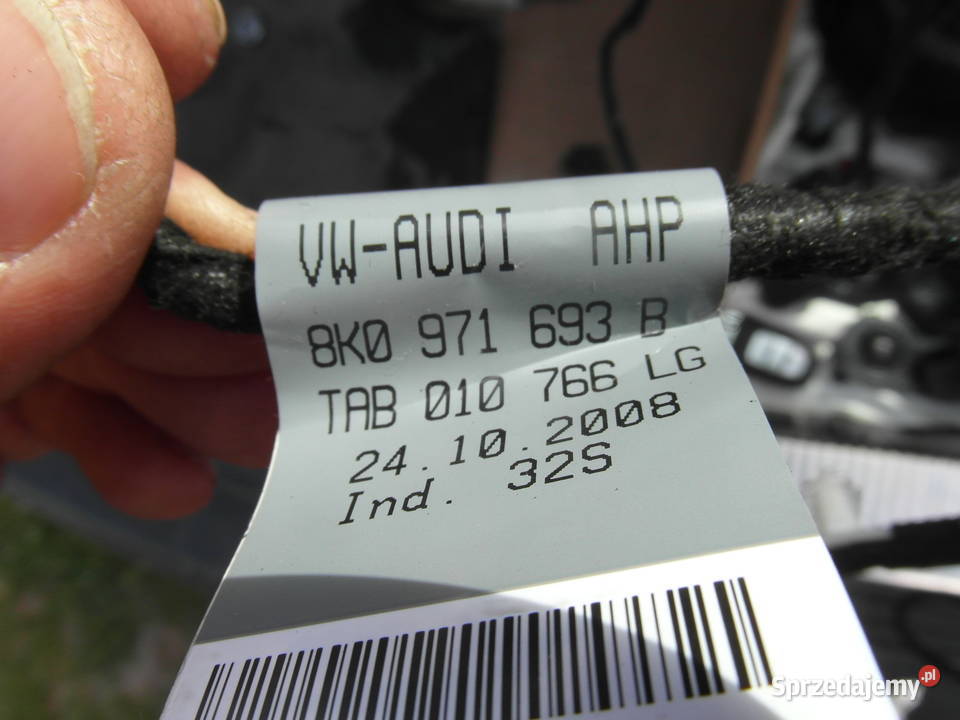 VW-AUDI AHP
8K0 971 693 B
TAB 010 766 LG
24.10.2008
Ind. 32S
Sprzedajemy.pl